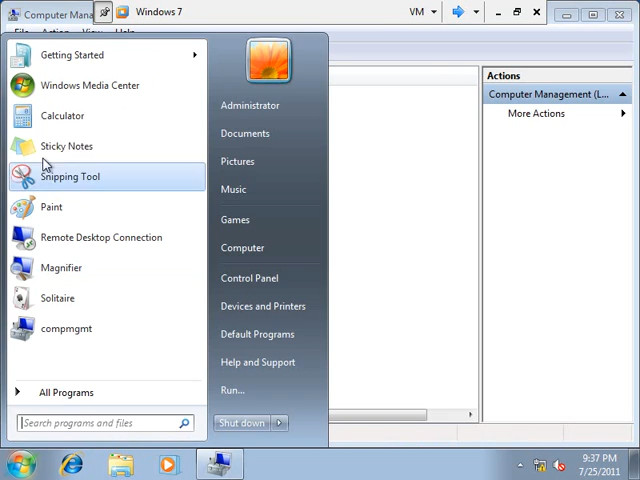 Computer Mana
Windows 7
VM
File Action View Help
Getting Started
Windows Media Center
Calculator
Sticky Notes
Snipping Tool
Paint
Remote Desktop Connection
Magnifier
Solitaire
compmgmt
All Programs
Search programs and files
Administrator
Documents
Pictures
Music
Games
Computer
Control Panel
Devices and Printers
Default Programs
Help and Support
Run...
Shut down
Actions
Computer Management (L...
More Actions
9:37 PM
7/25/2011